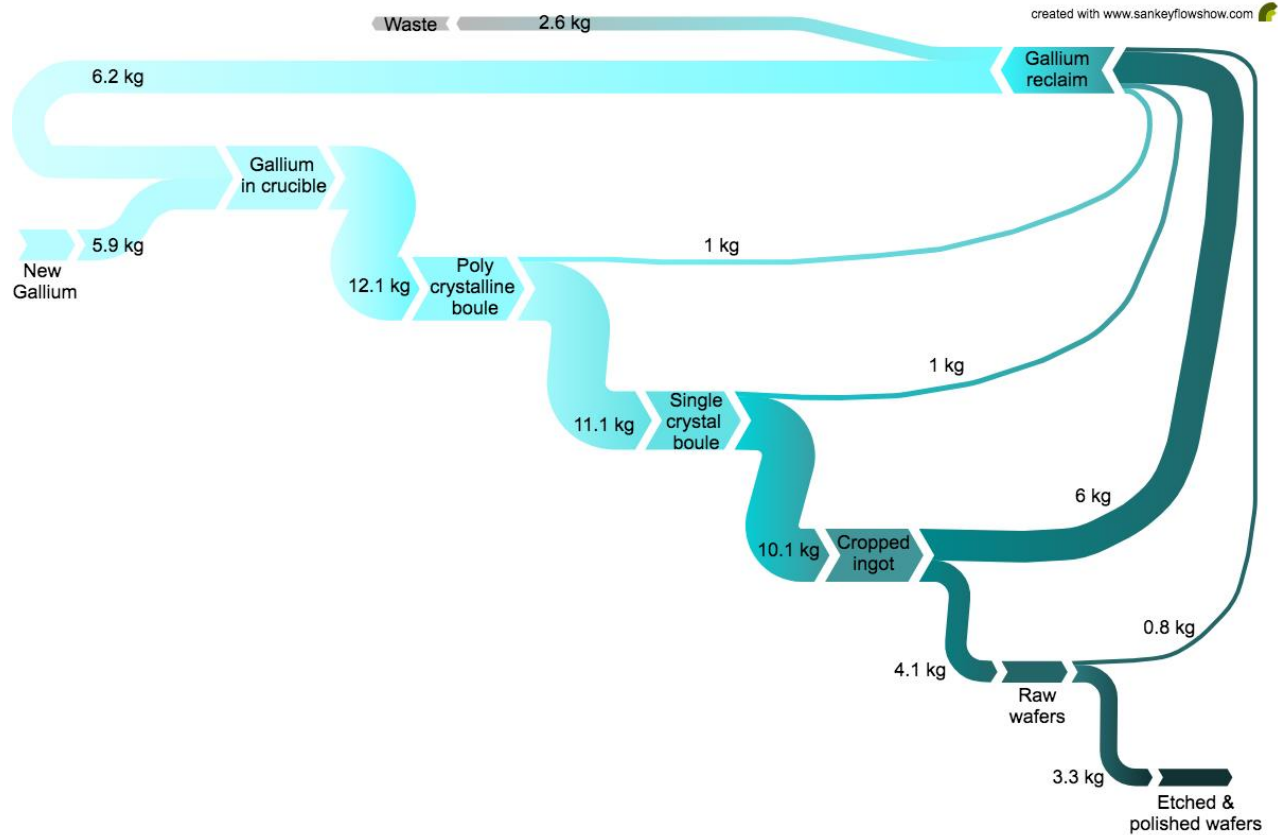 created with www.sankeyflowshow.com
Waste
2.6 kg
Gallium
reclaim
6.2 kg
Gallium
in crucible
New
Gallium
5.9 kg
12.1 kg
Poly
crystalline
boule
1 kg
11.1 kg
Single
crystal
boule
1 kg
10.1 kg
Cropped
ingot
6 kg
4.1 kg
Raw
wafers
0.8 kg
3.3 kg
Etched &
polished wafers